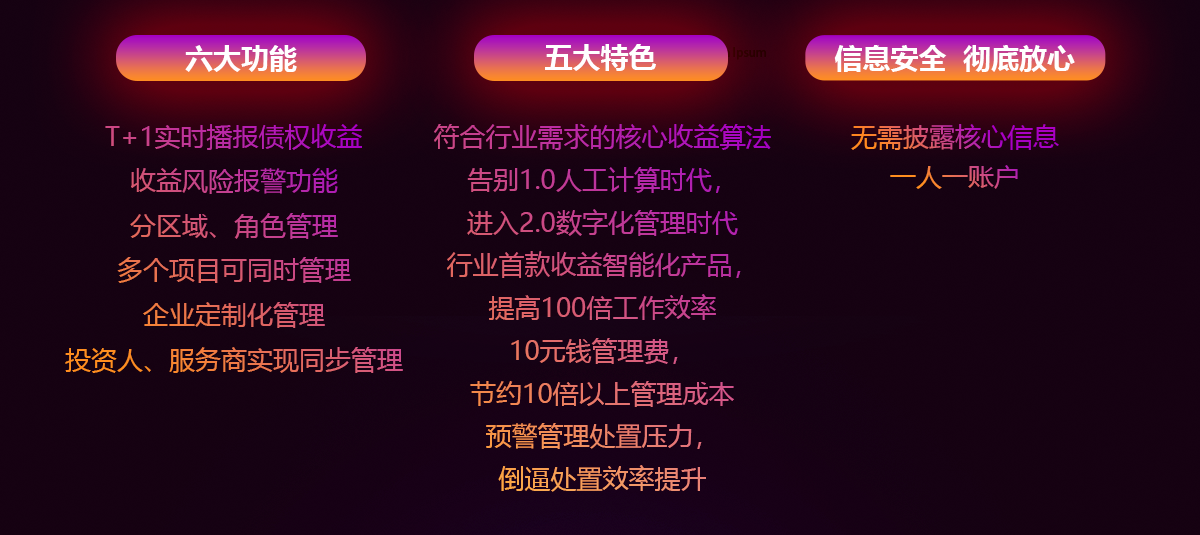 六大功能
T+1实时播报债权收益
收益风险报警功能
分区域、角色管理
多个项目可同时管理
企业定制化管理
投资人、服务商实现同步管理
五大特色
ipsum
符合行业需求的核心收益算法
告别1.0人工计算时代，
进入2.0数字化管理时代
行业首款收益智能化产品，
提高100倍工作效率
10元钱管理费，
节约10倍以上管理成本
预警管理处置压力，
倒逼处置效率提升
信息安全 彻底放心
无需披露核心信息
一人一账户